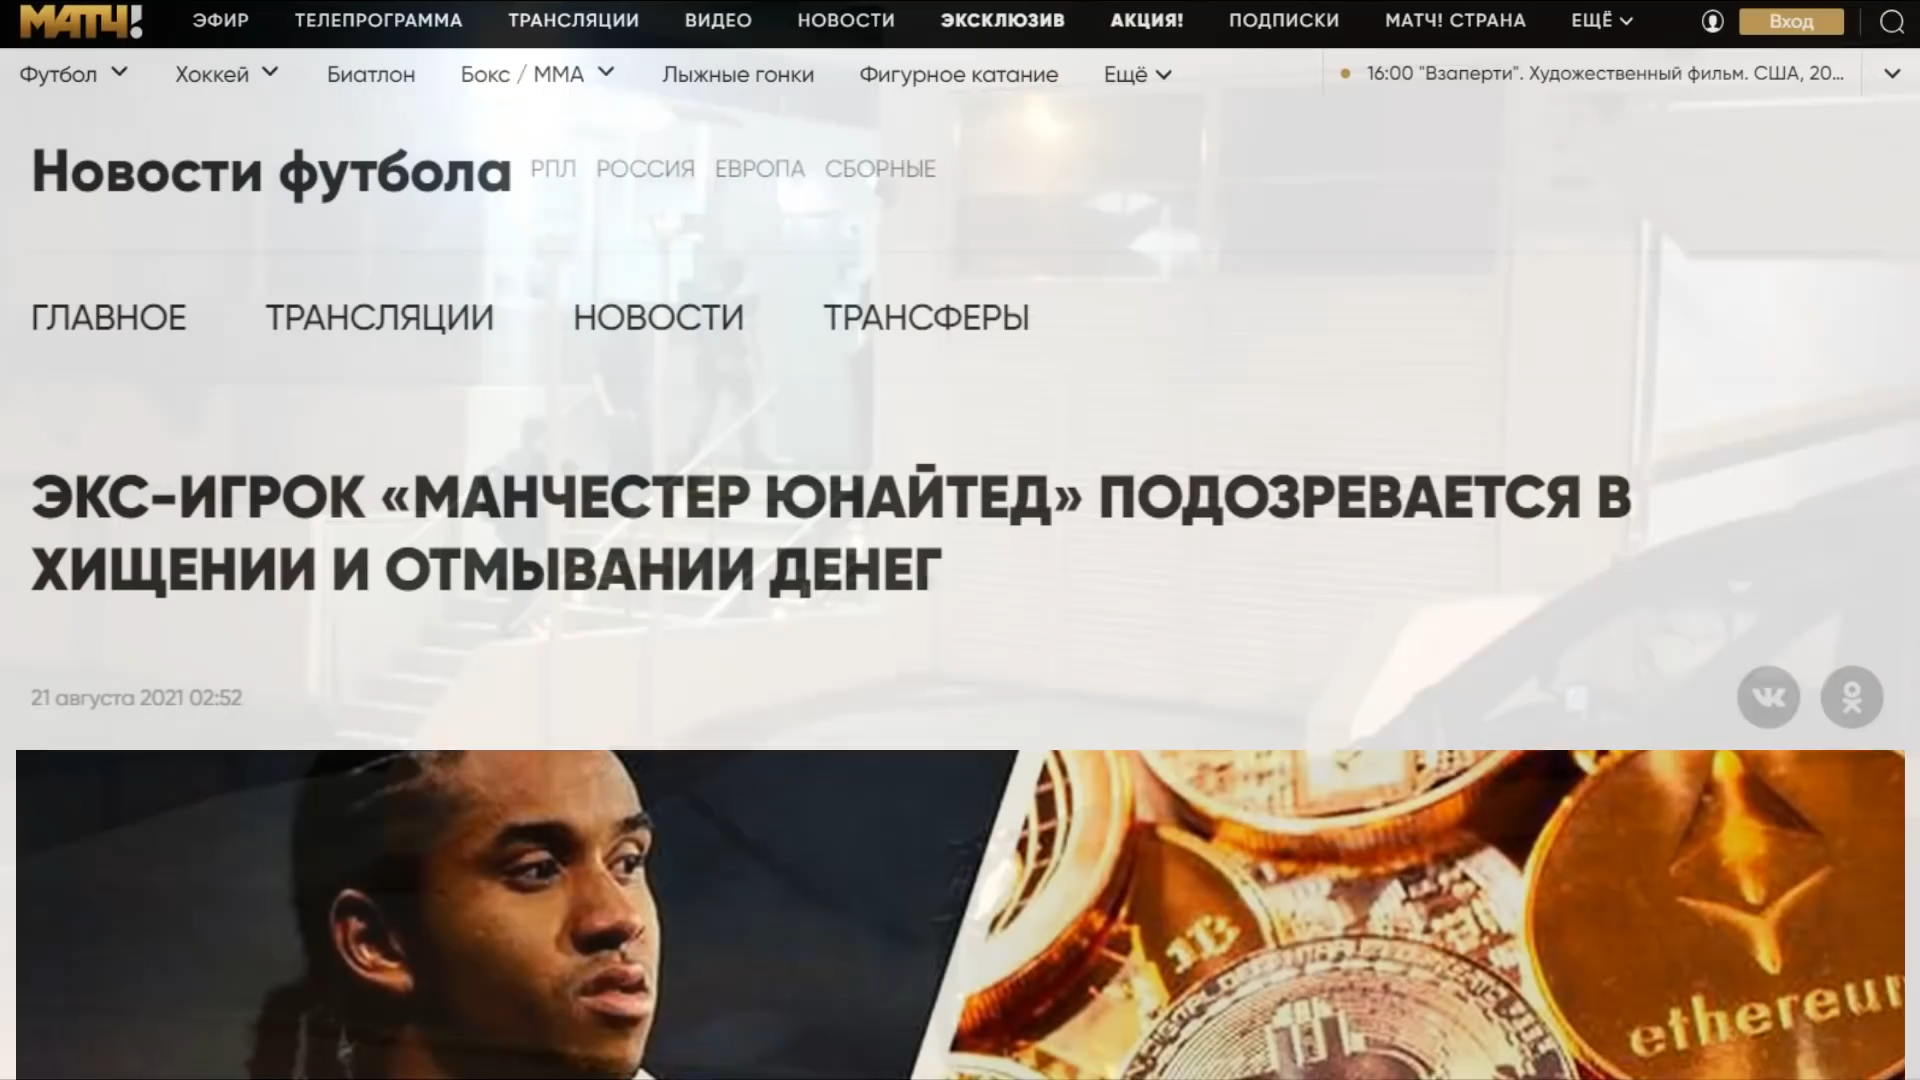 МАТЧ! ЭФИР ТЕЛЕПРОГРАММА ТРАНСЛЯЦИИ ВИДЕО НОВОСТИ ЭКСКЛЮЗИВ АКЦИЯ! ПОДПИСКИ МАТЧ! СТРАНА ЕЩЁ Вход
Футбол Хоккей Биатлон Бокс / ММА Лыжные гонки Фигурное катание Ещё 16:00 "Взаперти". Художественный фильм. США, 20...
Новости футбола РПЛ РОССИЯ ЕВРОПА СБОРНЫЕ
ГЛАВНОЕ ТРАНСЛЯЦИИ НОВОСТИ ТРАНСФЕРЫ
ЭКС-ИГРОК «МАНЧЕСТЕР ЮНАЙТЕД» ПОДОЗРЕВАЕТСЯ В
ХИЩЕНИИ И ОТМЫВАНИИ ДЕНЕГ
21 августа 2021 02:52
ethereum